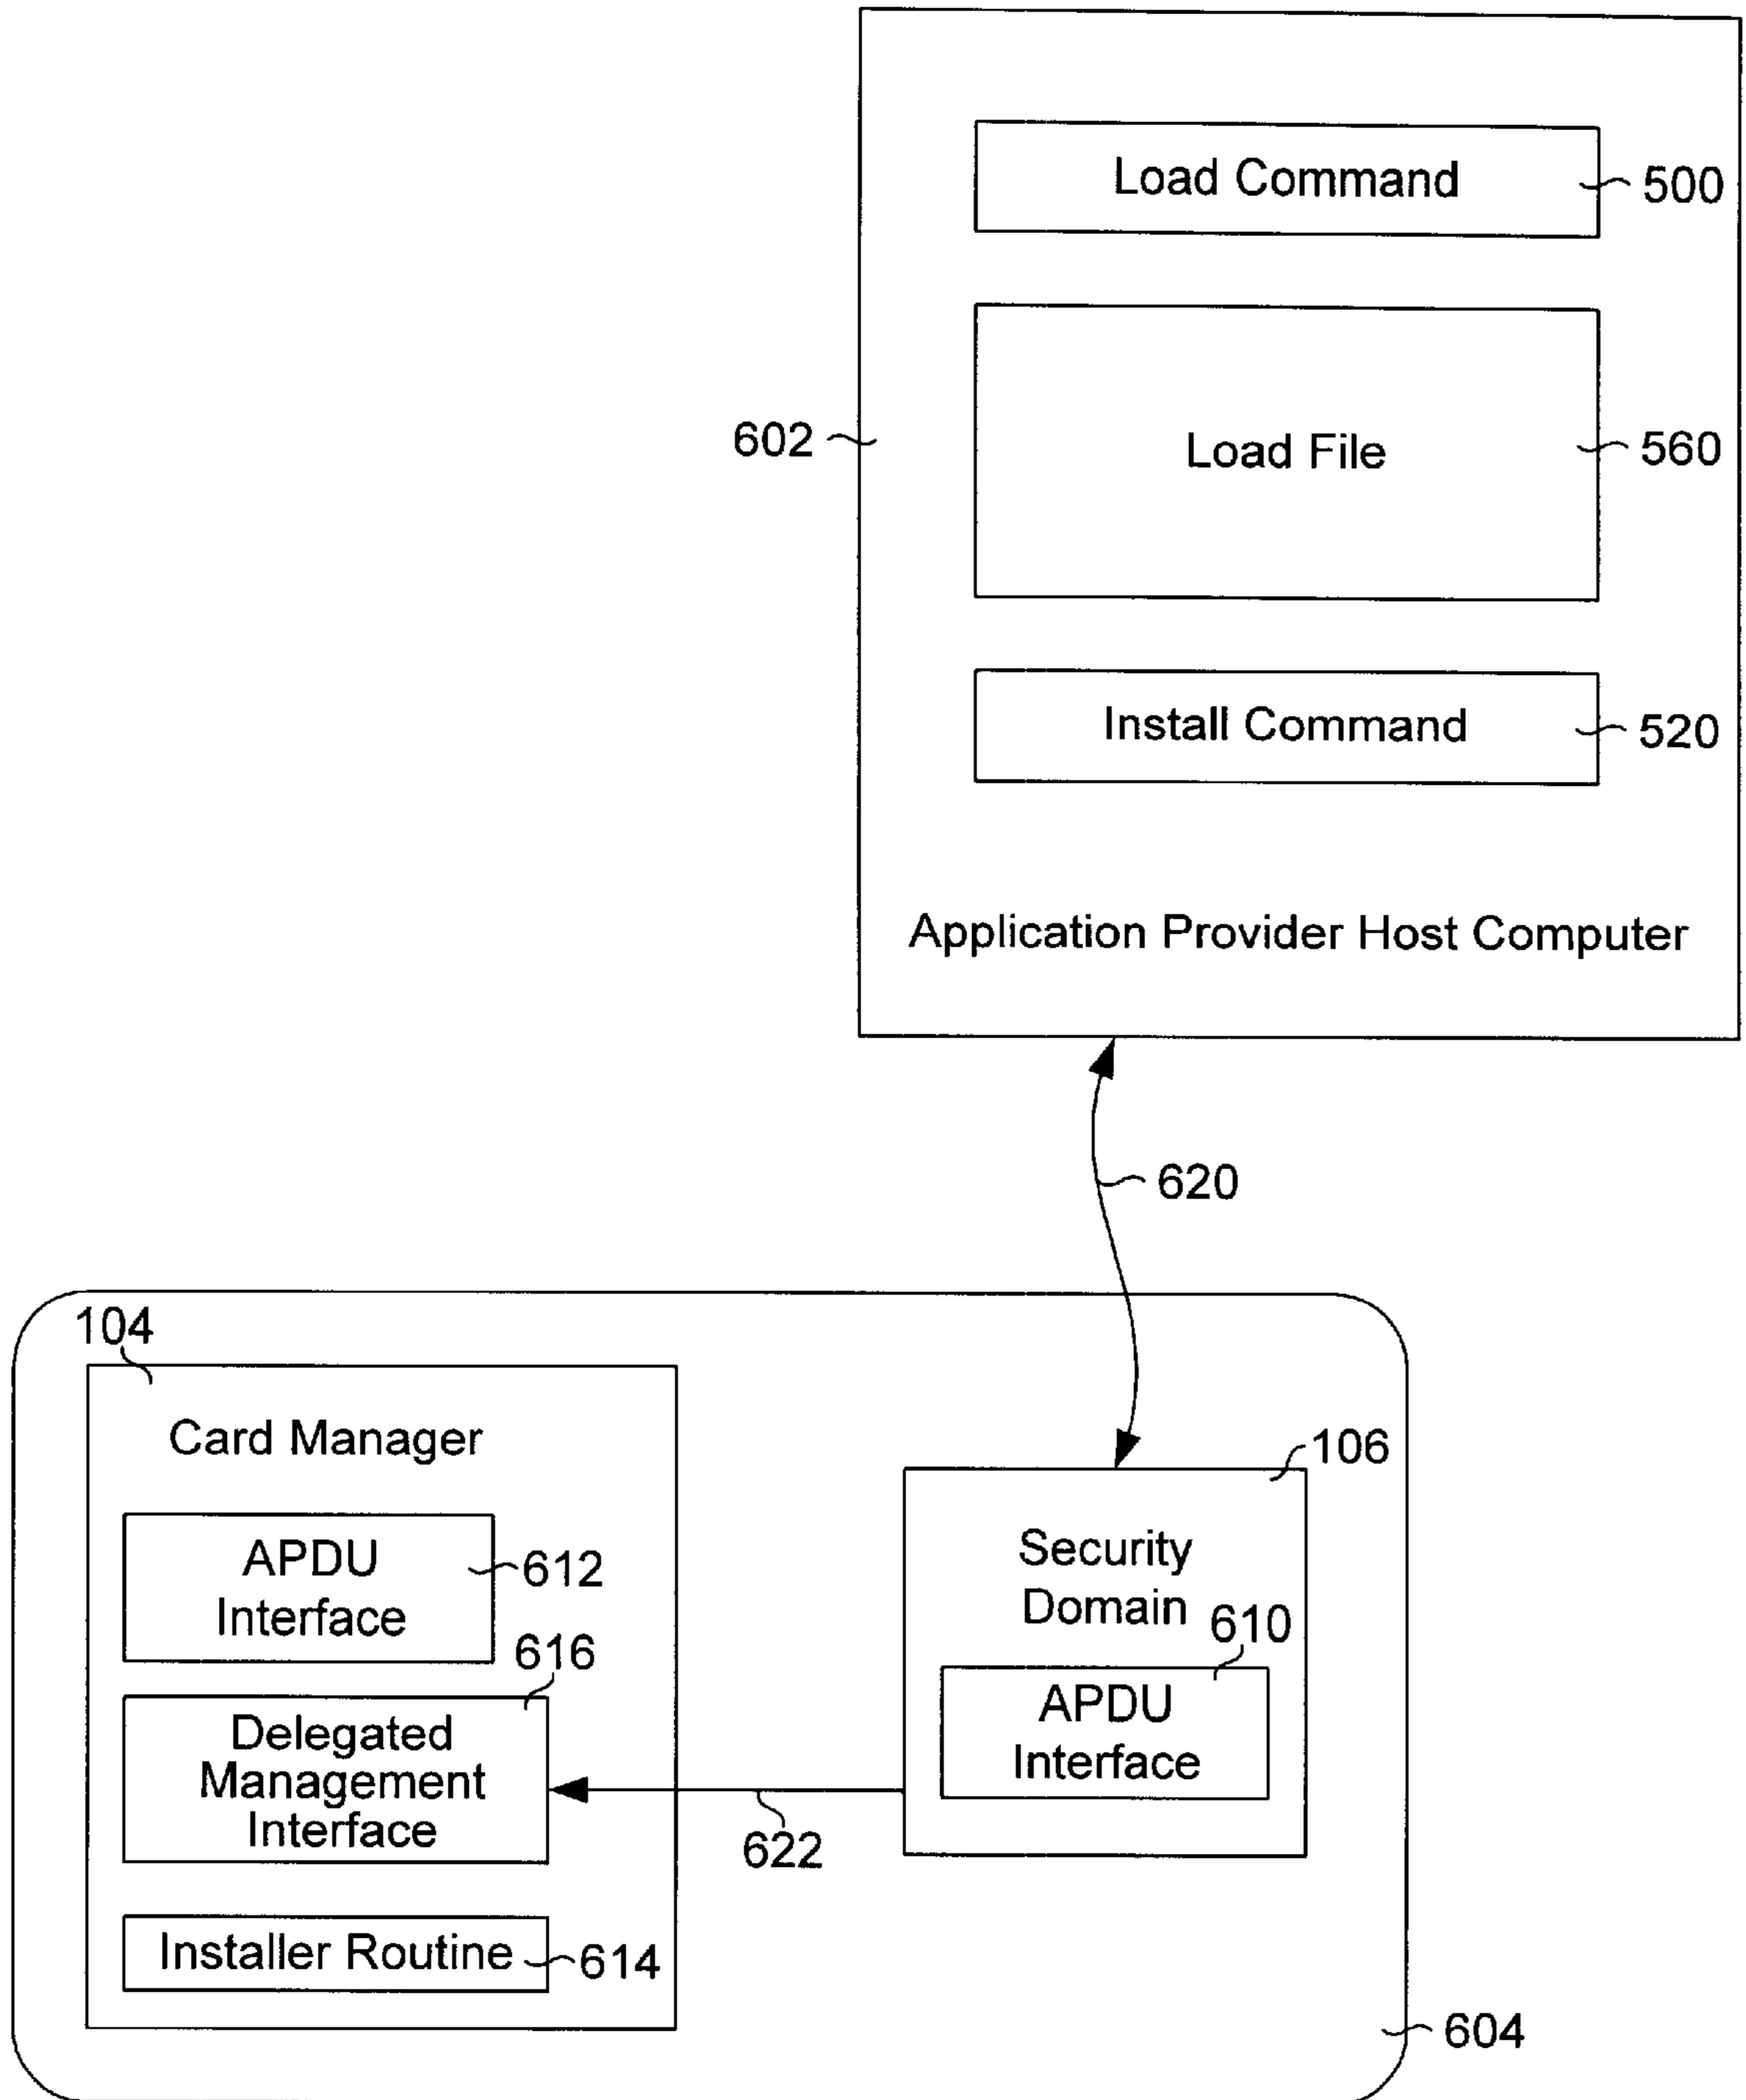 Load Command
500
Load File
602
560
Install Command
520
Application Provider Host Computer
620
104
Card Manager
106
APDU
Interface
612
Security
Domain
610
616
APDU
Interface
Delegated
Management
Interface
622
Installer Routine
614
604